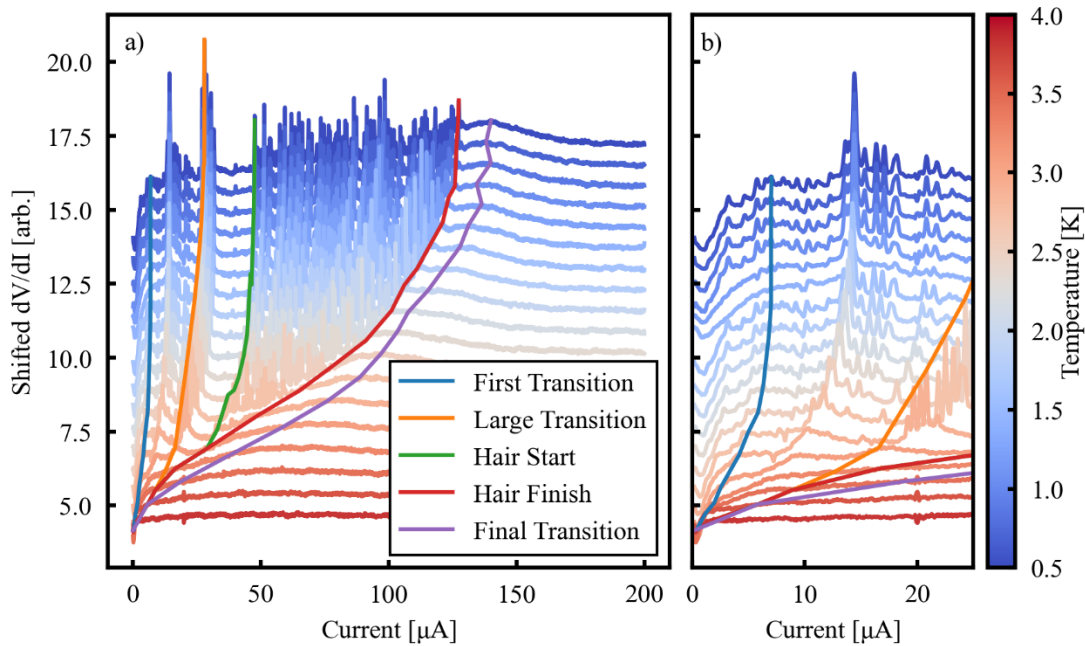 a)
b)
Shifted dV/dI [arb.]
20.0
17.5
15.0
12.5
10.0
7.5
5.0
First Transition
Large Transition
Hair Start
Hair Finish
Final Transition
0
50
100
150
200
Current [μA]
0
10
20
Current [μA]
4.0
3.5
3.0
2.5
2.0
1.5
1.0
0.5
Temperature [K]